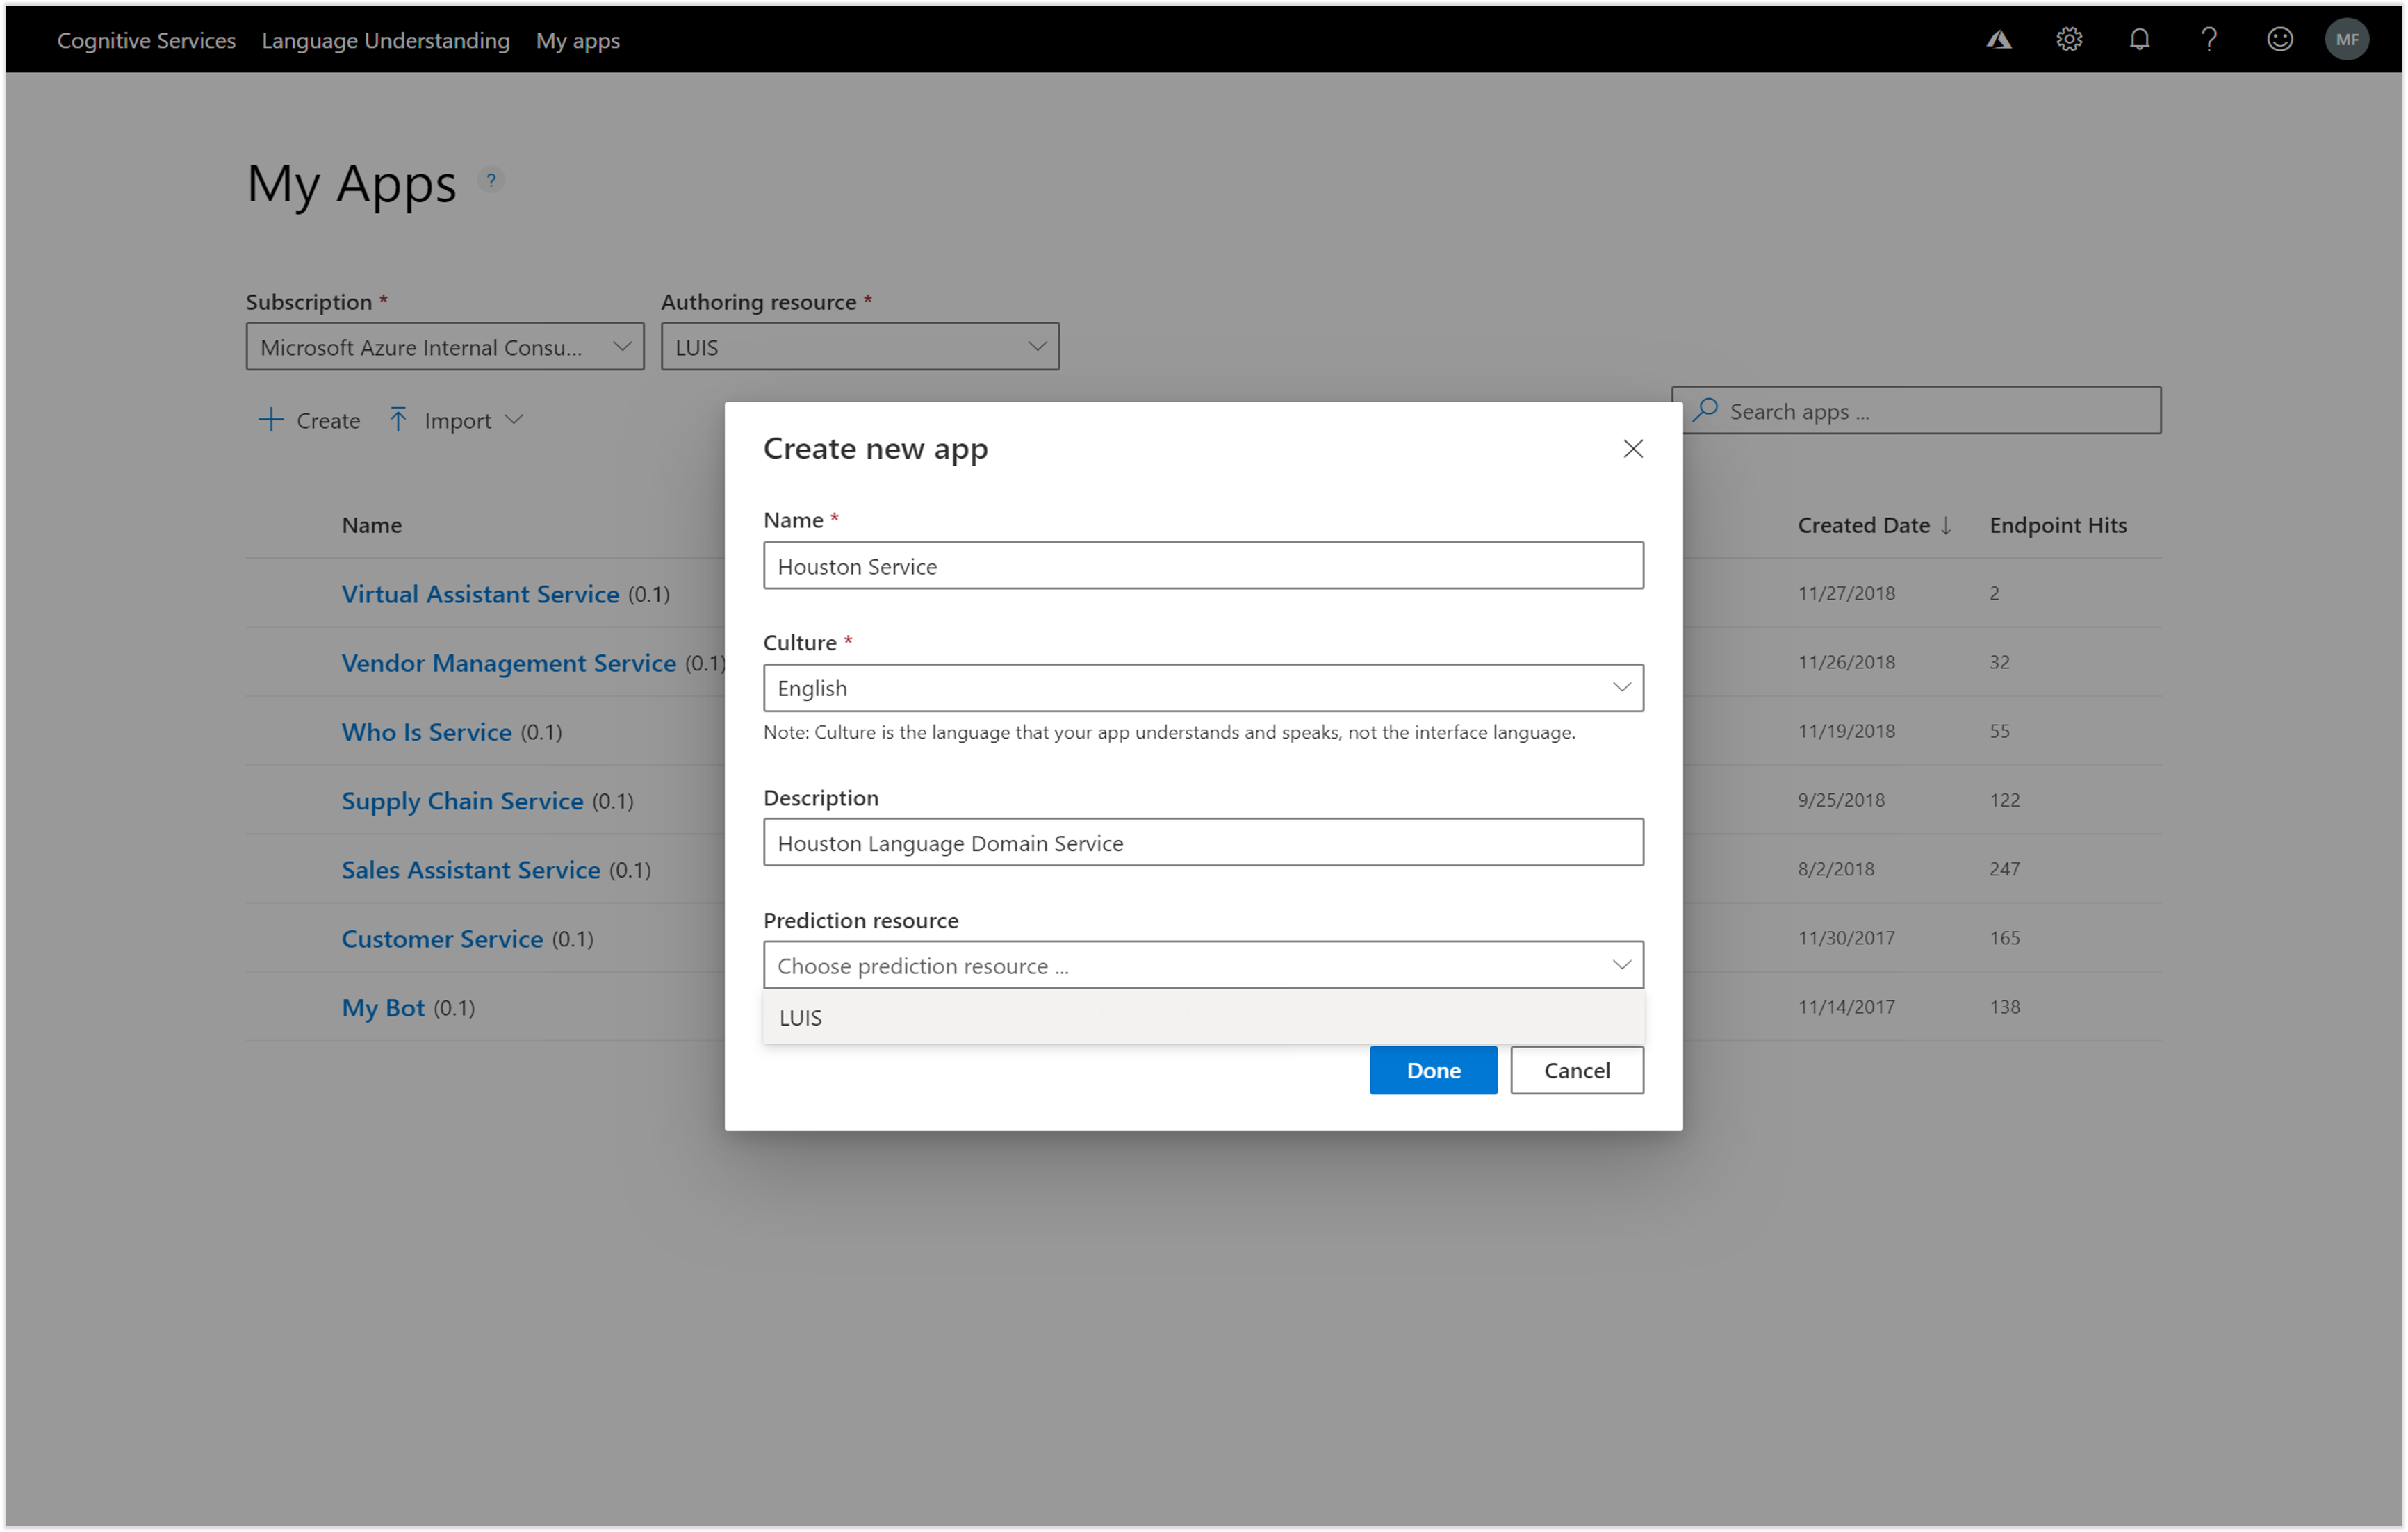 Cognitive Services Language Understanding My apps
? MF
My Apps ?
Subscription * Authoring resource *
Microsoft Azure Internal Consu... LUIS
Create Import Search apps ...
Create new app
Name Created Date ↓ Endpoint Hits
Name *
Houston Service
Virtual Assistant Service (0.1) 11/27/2018 2
Culture *
Vendor Management Service (0.1) 11/26/2018 32
English
Note: Culture is the language that your app understands and speaks, not the interface language.
Who Is Service (0.1) 11/19/2018 55
Description
Supply Chain Service (0.1) 9/25/2018 122
Houston Language Domain Service
Sales Assistant Service (0.1) 8/2/2018 247
Prediction resource
Customer Service (0.1) 11/30/2017 165
Choose prediction resource ...
My Bot (0.1) 11/14/2017 138
LUIS
Done Cancel